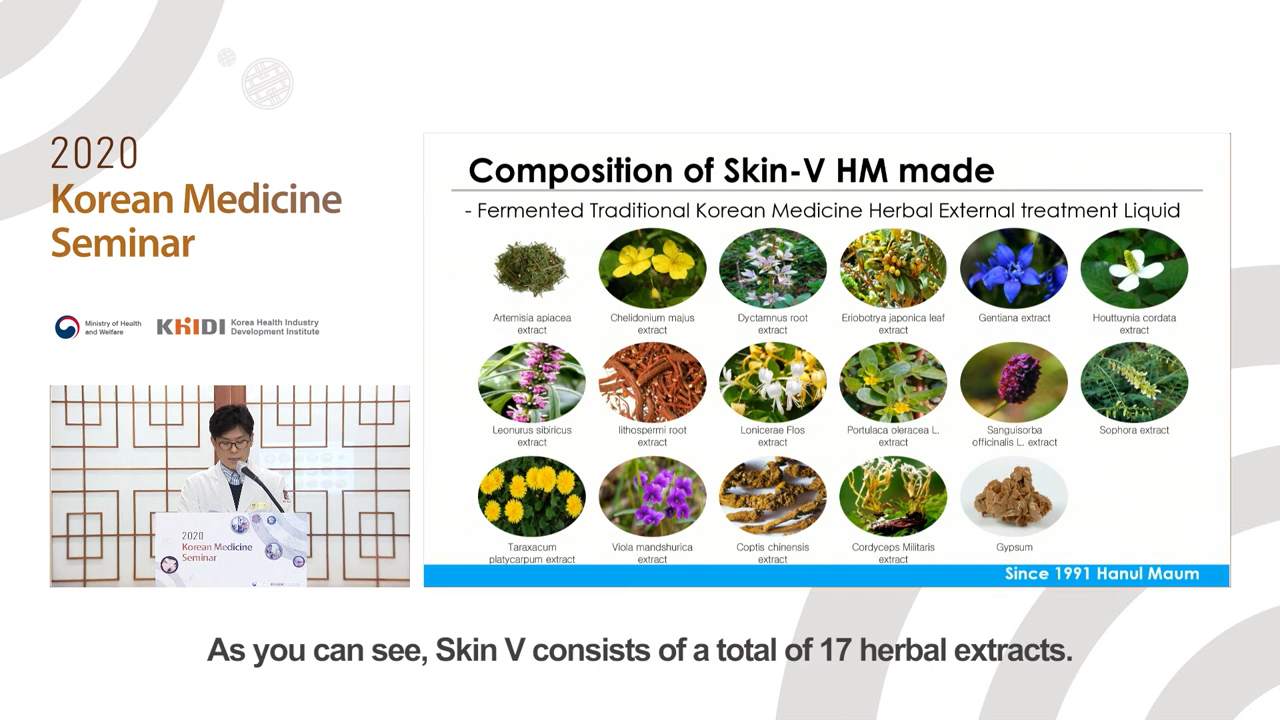 2020
Korean Medicine
Seminar
Ministry of Health
and Welfare
KHIDI
Korea Health Industry
Development Institute
2020
Korean Medicine
Seminar
Composition of Skin-V HM made
- Fermented Traditional Korean Medicine Herbal External treatment Liquid
Artemisia apiacea
extract
Chelidonium majus
extract
Dyctamnus root
extract
Eriobotrya japonica leaf
extract
Gentiana extract
Houttuynia cordata
extract
Leonurus sibiricus
extract
lithospermi root
extract
Lonicerae Flos
extract
Portulaca oleracea L.
extract
Sanguisorba
officinalis L. extract
Sophora extract
Taraxacum
platycarpum extract
Viola mandshurica
extract
Coptis chinensis
extract
Cordyceps Militaris
extract
Gypsum
Since 1991 Hanul Maum
As you can see, Skin V consists of a total of 17 herbal extracts.